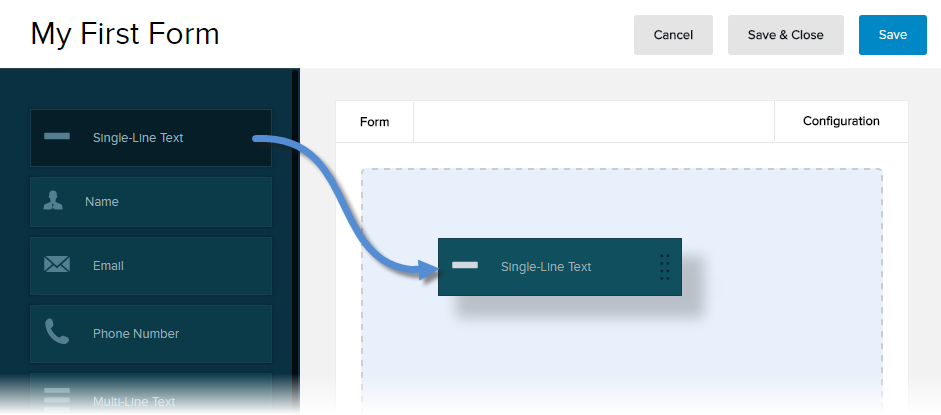 My First Form
Cancel
Save & Close
Save
Single-Line Text
Name
Email
Phone Number
Multi-Line Text
Form
Configuration
Single-Line Text